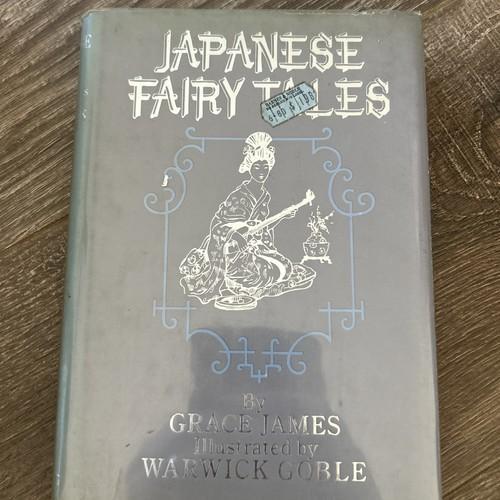 JAPANESE
FAIRY TALES
By
GRACE JAMES
Illustrated by
WARWICK GOBLE